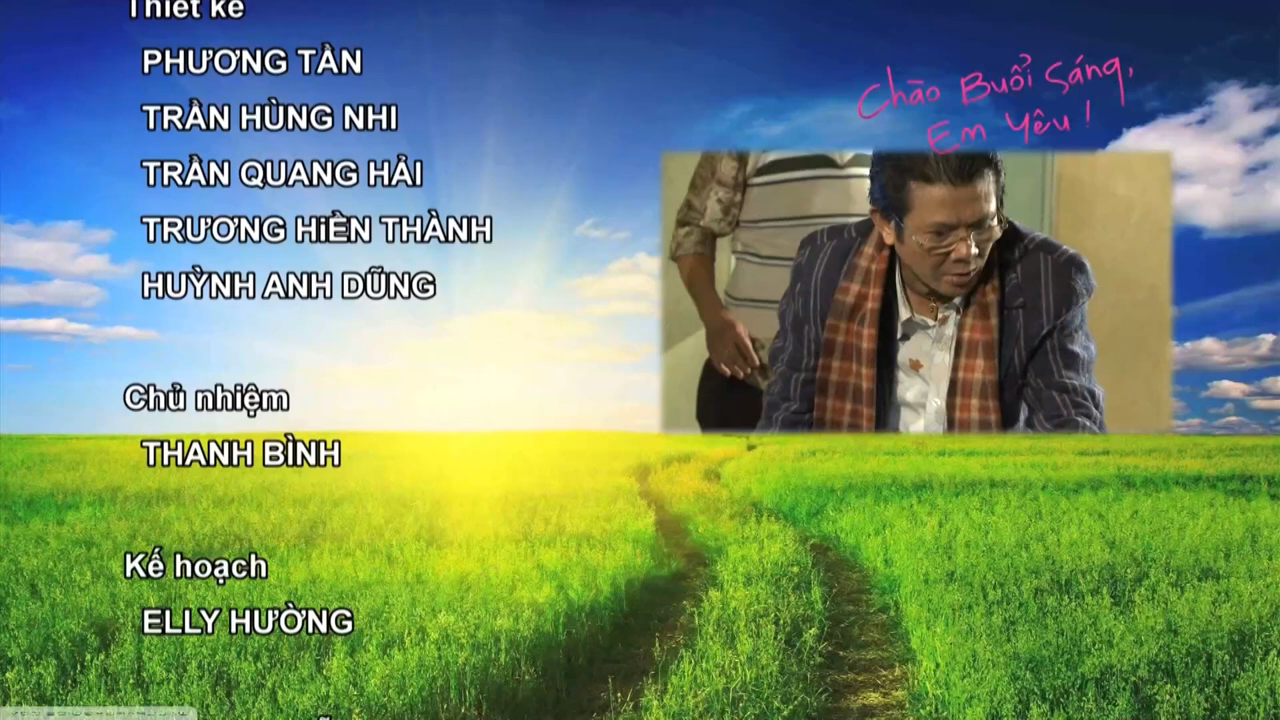 Thiết kế
PHƯƠNG TẦN
TRẦN HÙNG NHI
TRẦN QUANG HẢI
TRƯƠNG HiỀN THÀNH
HUỲNH ANH DŨNG
Chủ nhiệm
THANH BÌNH
Kế hoạch
ELLY HƯỜNG
Chào Buổi Sáng,
Em Yêu!